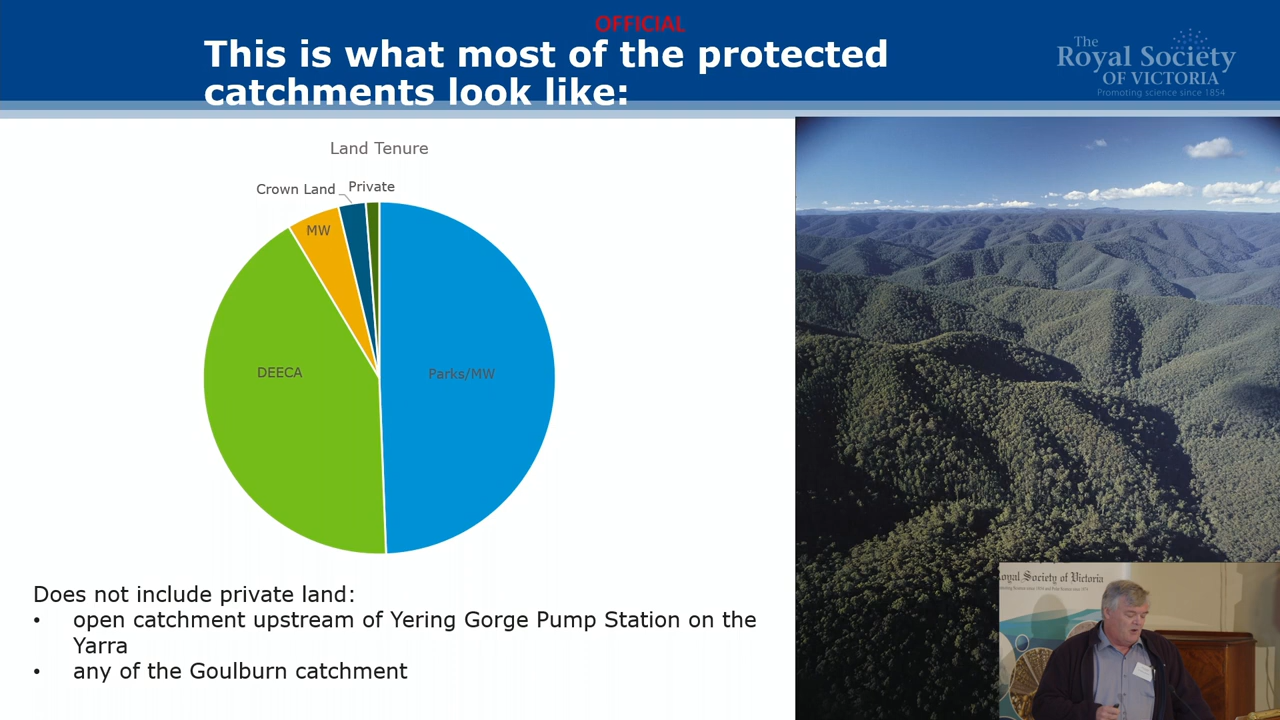 OFFICIAL
This is what most of the protected
catchments look like:
The
Royal Society
OF VICTORIA
Promoting science since 1854
Land Tenure
Crown Land
Private
MW
DEECA
Parks/MW
Does not include private land:
• open catchment upstream of Yering Gorge Pump Station on the
Yarra
• any of the Goulburn catchment
Royal Society of Victoria